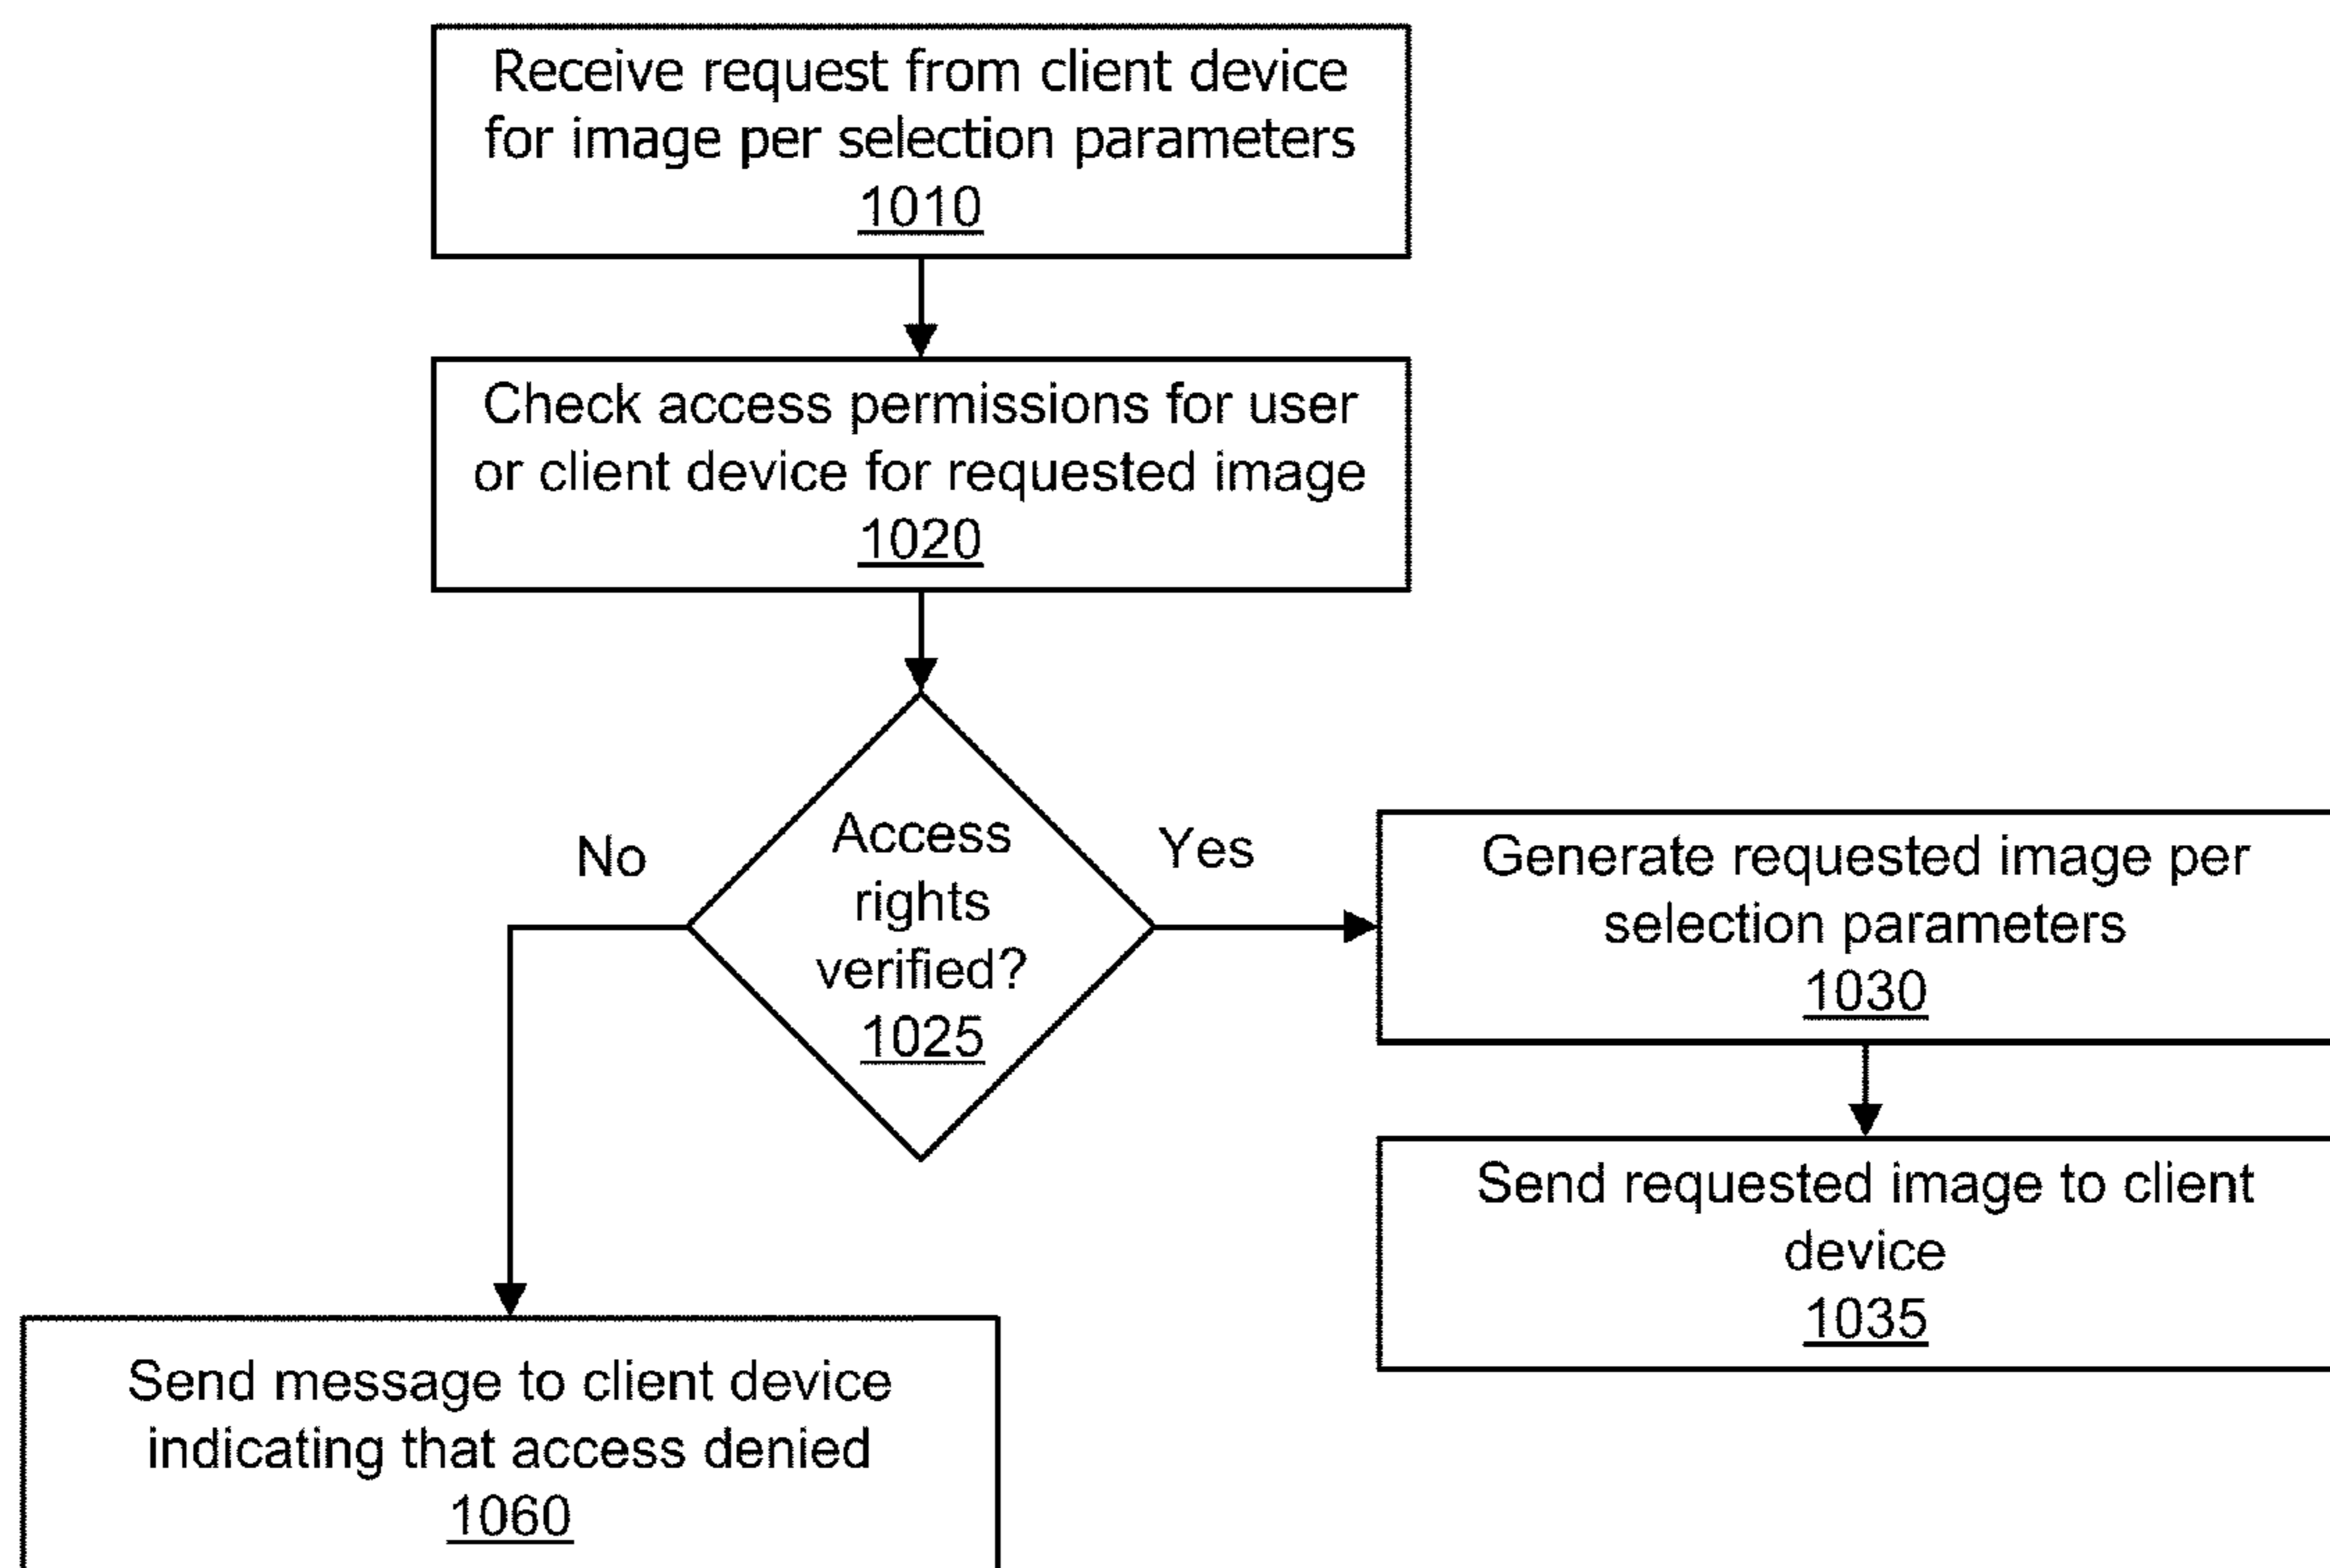 Receive request from client device
for image per selection parameters
1010
Check access permissions for user
or client device for requested image
1020
Access
rights
verified?
1025
No
Yes
Generate requested image per
selection parameters
1030
Send requested image to client
device
1035
Send message to client device
indicating that access denied
1060